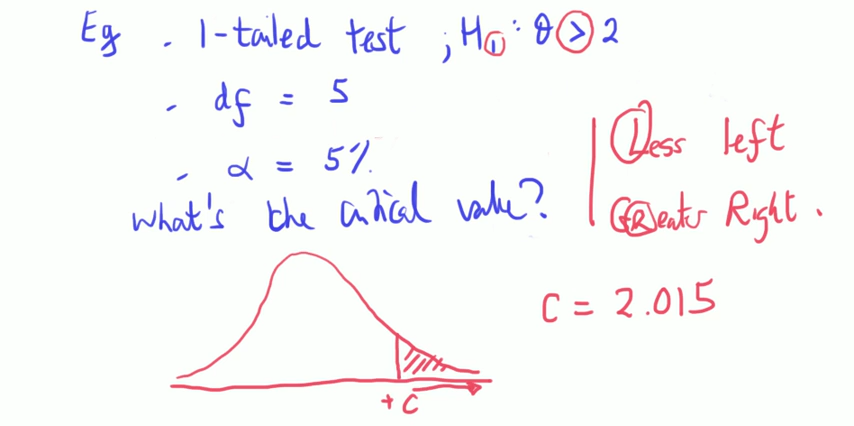 Eg . 1-tailed test ; H1 : θ > 2
. df = 5
. α = 5%
What's the critical value?
Less left
GReater Right .
C = 2.015
+ C